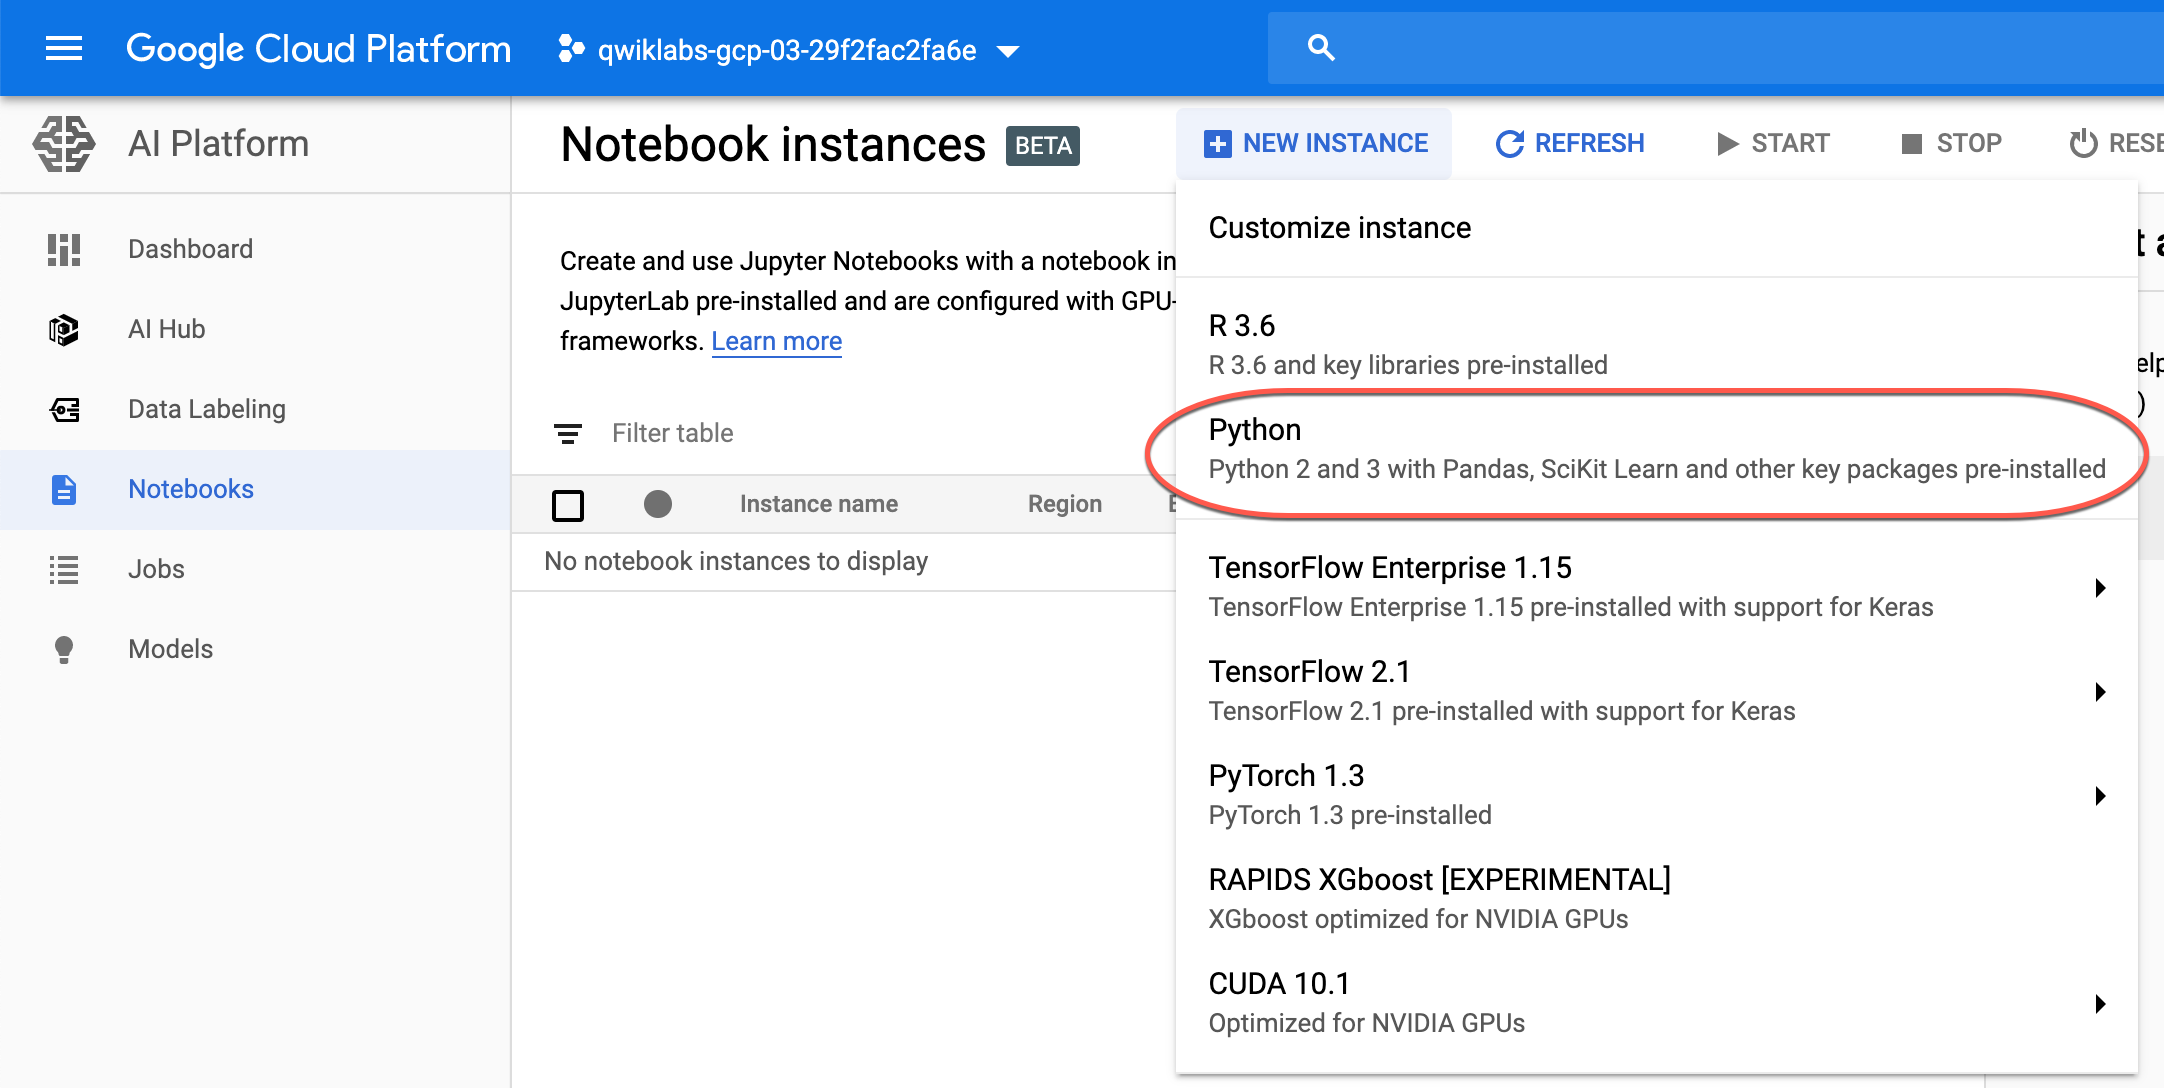 Google Cloud Platform
qwiklabs-gcp-03-29f2fac2fa6e
AI Platform
Notebook instances BETA
NEW INSTANCE
REFRESH
START
STOP
Dashboard
AI Hub
Data Labeling
Notebooks
Jobs
Models
Create and use Jupyter Notebooks with a notebook
JupyterLab pre-installed and are configured with GPU-
frameworks. Learn more
Filter table
Instance name Region
No notebook instances to display
Customize instance
R 3.6
R 3.6 and key libraries pre-installed
Python
Python 2 and 3 with Pandas, SciKit Learn and other key packages pre-installed
TensorFlow Enterprise 1.15
TensorFlow Enterprise 1.15 pre-installed with support for Keras
TensorFlow 2.1
TensorFlow 2.1 pre-installed with support for Keras
PyTorch 1.3
PyTorch 1.3 pre-installed
RAPIDS XGboost [EXPERIMENTAL]
XGboost optimized for NVIDIA GPUs
CUDA 10.1
Optimized for NVIDIA GPUs